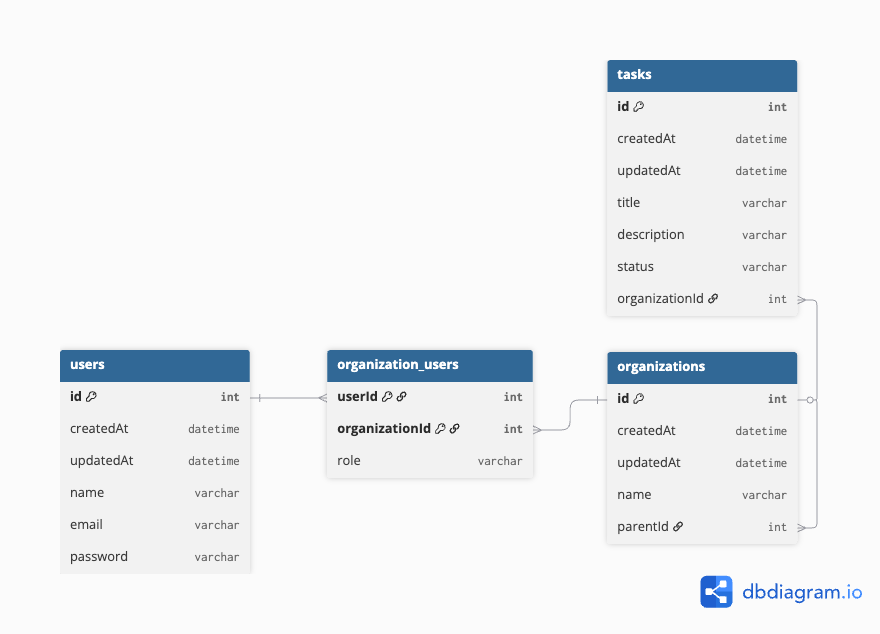 tasks
id int
createdAt datetime
updatedAt datetime
title varchar
description varchar
status varchar
organizationId int
users
id int
createdAt datetime
updatedAt datetime
name varchar
email varchar
password varchar
organization_users
userId int
organizationId int
role varchar
organizations
id int
createdAt datetime
updatedAt datetime
name varchar
parentId int
dbdiagram.io